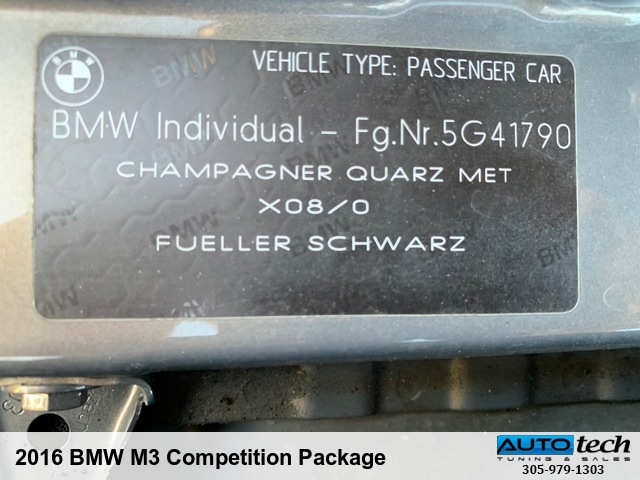 BMW
VEHICLE TYPE: PASSENGER CAR
BMW Individual - Fg.Nr.5G41790
CHAMPAGNER QUARZ MET
X08/0
FUELLER SCHWARZ
2016 BMW M3 Competition Package
AUTOtech
TUNING & SALES
305-979-1303